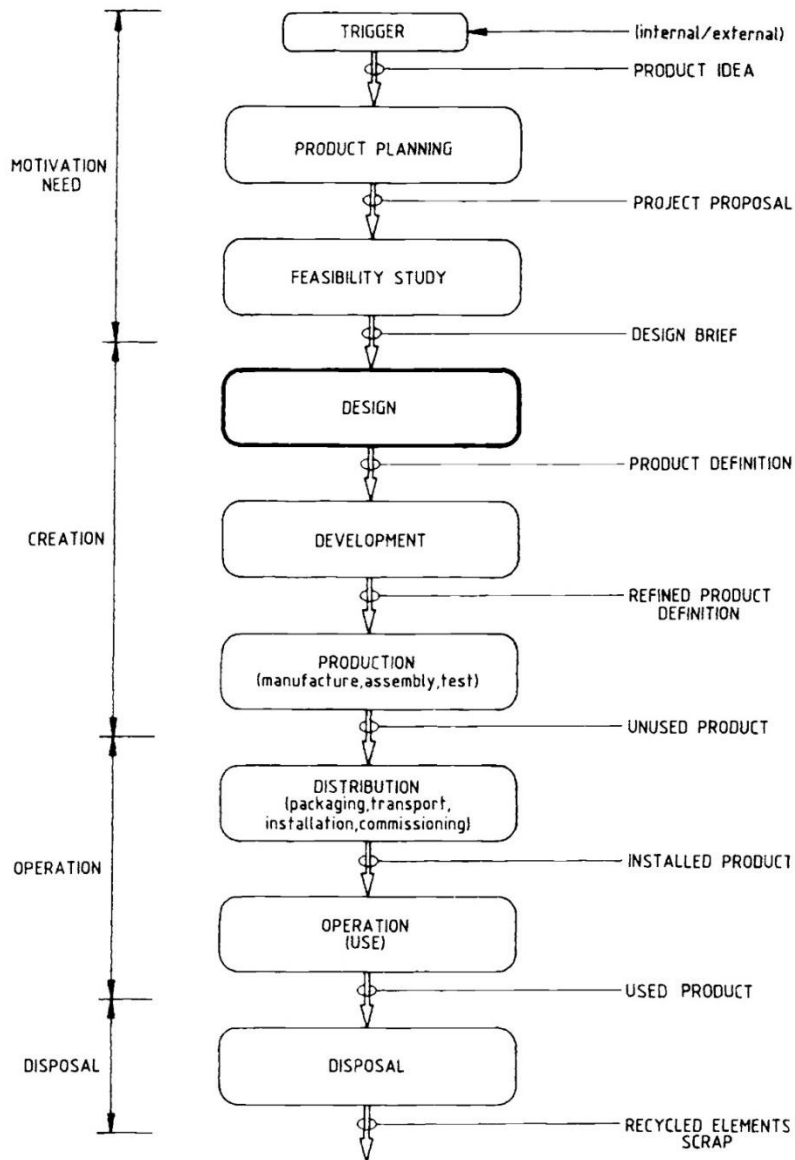 TRIGGER
(internal/external)
PRODUCT IDEA
PRODUCT PLANNING
MOTIVATION
NEED
PROJECT PROPOSAL
FEASIBILITY STUDY
DESIGN BRIEF
DESIGN
PRODUCT DEFINITION
CREATION
DEVELOPMENT
REFINED PRODUCT
DEFINITION
PRODUCTION
(manufacture,assembly,test)
UNUSED PRODUCT
DISTRIBUTION
(packaging,transport,
installation,commissioning)
OPERATION
INSTALLED PRODUCT
OPERATION
(USE)
USED PRODUCT
DISPOSAL
DISPOSAL
RECYCLED ELEMENTS
SCRAP